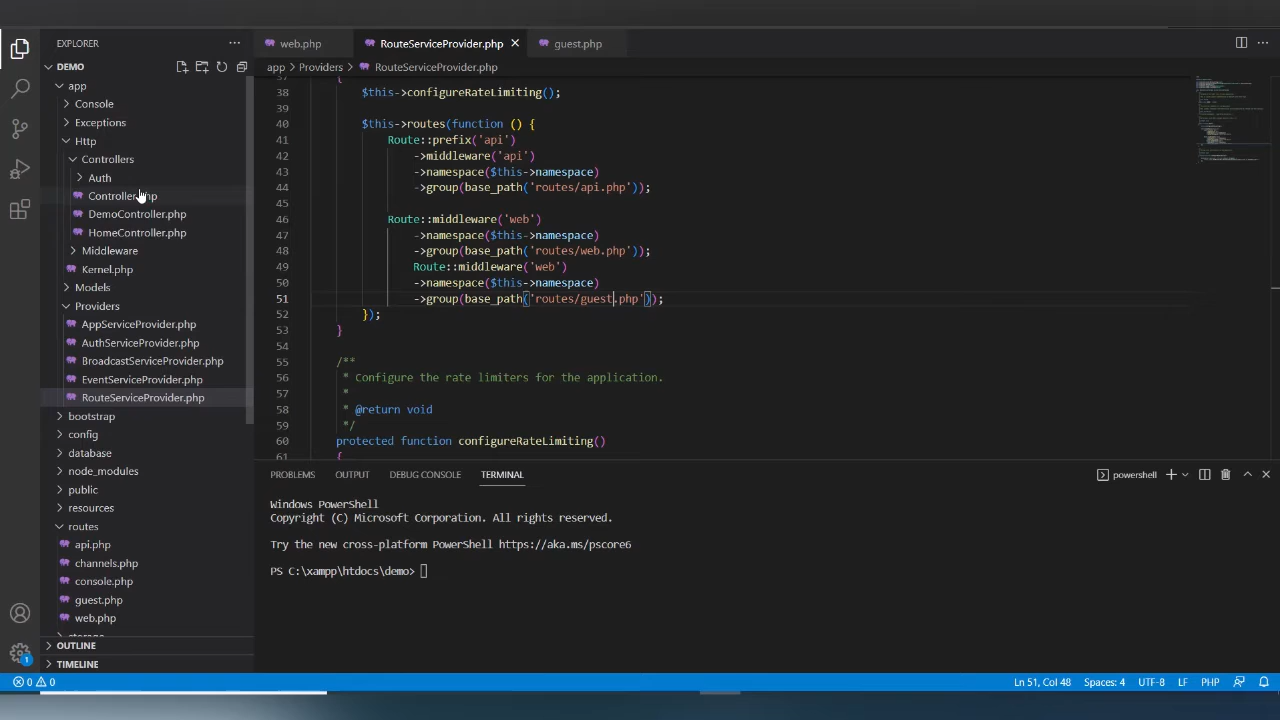 EXPLORER
web.php
RouteServiceProvider.php
guest.php
DEMO
app > Providers > RouteServiceProvider.php
app
Console
Exceptions
Http
Controllers
Auth
Controller.php
DemoController.php
HomeController.php
Middleware
Kernel.php
Models
Providers
AppServiceProvider.php
AuthServiceProvider.php
BroadcastServiceProvider.php
EventServiceProvider.php
RouteServiceProvider.php
bootstrap
config
database
node_modules
public
resources
routes
api.php
channels.php
console.php
guest.php
web.php
storage
OUTLINE
TIMELINE
37 {
38 $this->configureRateLimiting();
39
40 $this->routes(function () {
41 Route::prefix('api')
42 ->middleware('api')
43 ->namespace($this->namespace)
44 ->group(base_path('routes/api.php'));
45
46 Route::middleware('web')
47 ->namespace($this->namespace)
48 ->group(base_path('routes/web.php'));
49 Route::middleware('web')
50 ->namespace($this->namespace)
51 ->group(base_path('routes/guest.php'));
52 });
53 }
54
55 /**
56 * Configure the rate limiters for the application.
57 *
58 * @return void
59 */
60 protected function configureRateLimiting()
61 {
PROBLEMS OUTPUT DEBUG CONSOLE TERMINAL
powershell
Windows PowerShell
Copyright (C) Microsoft Corporation. All rights reserved.
Try the new cross-platform PowerShell https://aka.ms/pscore6
PS C:\xampp\htdocs\demo>
1
0 0
Ln 51, Col 48 Spaces: 4 UTF-8 LF PHP